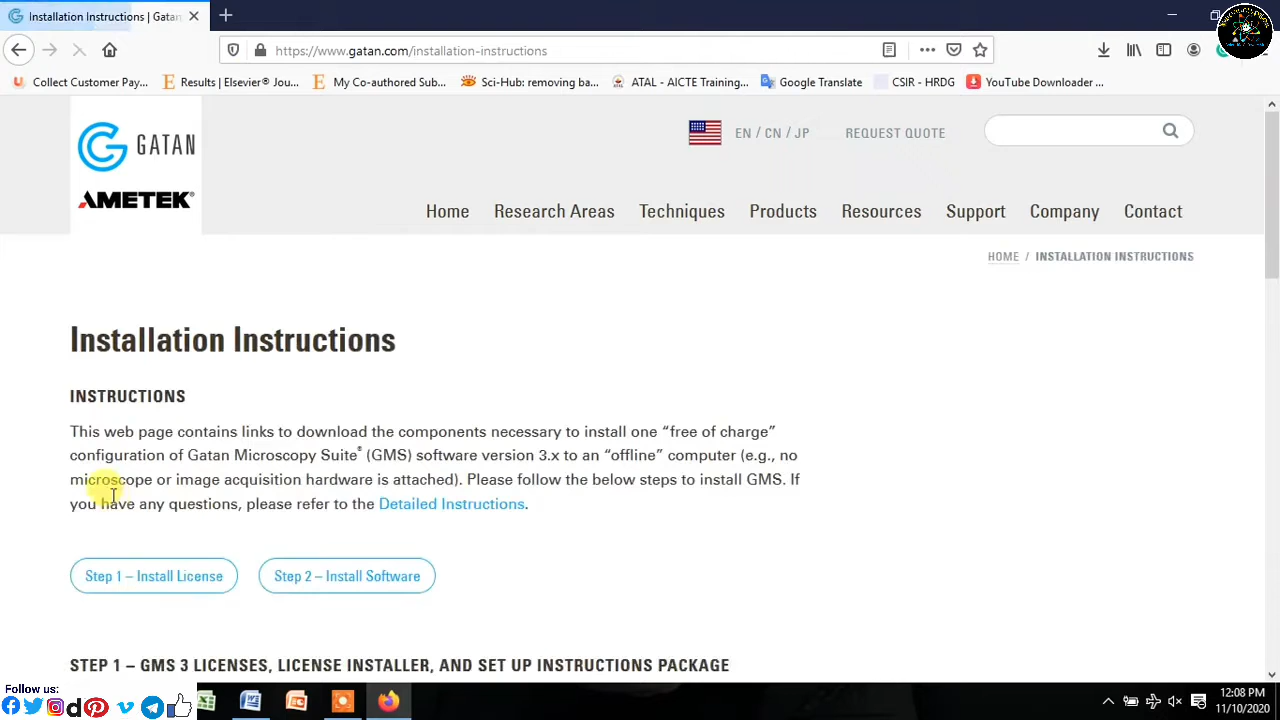 Installation Instructions | Gatan
https://www.gatan.com/installation-instructions
Collect Customer Pay... Results | Elsevier® Jou... My Co-authored Sub... Sci-Hub: removing ba... ATAL - AICTE Training... Google Translate CSIR - HRDG YouTube Downloader ...
GATAN
AMETEK®
EN / CN / JP REQUEST QUOTE
Home Research Areas Techniques Products Resources Support Company Contact
HOME / INSTALLATION INSTRUCTIONS
Installation Instructions
INSTRUCTIONS
This web page contains links to download the components necessary to install one “free of charge”
configuration of Gatan Microscopy Suite® (GMS) software version 3.x to an “offline” computer (e.g., no
microscope or image acquisition hardware is attached). Please follow the below steps to install GMS. If
you have any questions, please refer to the Detailed Instructions.
Step 1 – Install License Step 2 – Install Software
STEP 1 – GMS 3 LICENSES, LICENSE INSTALLER, AND SET UP INSTRUCTIONS PACKAGE
Follow us:
12:08 PM
11/10/2020